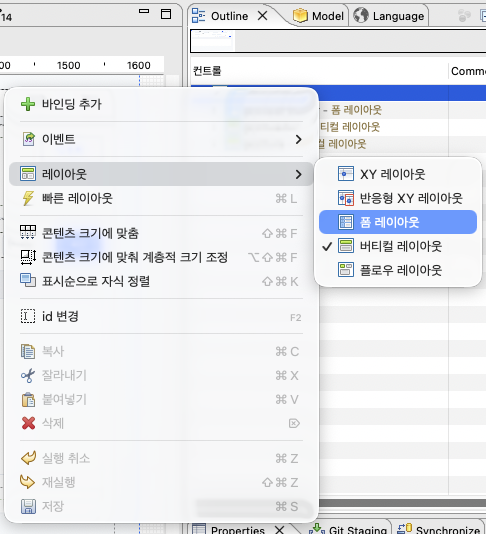 14
Outline
Model
Language
00 1500 1600
컨트롤
Comm
- 폼 레이아웃
티컬 레이아웃
컬 레이아웃
바인딩 추가
이벤트
레이아웃
빠른 레이아웃 ⌘ L
콘텐츠 크기에 맞춤 ⇧⌘ F
콘텐츠 크기에 맞춰 계층적 크기 조정 ⌥⇧⌘ F
표시순으로 자식 정렬 ⇧⌘ K
id 변경 F2
복사 ⌘ C
잘라내기 ⌘ X
붙여넣기 ⌘ V
삭제 ⌦
실행 취소 ⌘ Z
재실행 ⇧⌘ Z
저장 ⌘ S
XY 레이아웃
반응형 XY 레이아웃
폼 레이아웃
✓ 버티컬 레이아웃
플로우 레이아웃
Properties
Git Staging
Synchronize